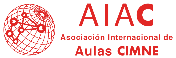 AIAC
Asociación Internacional de
Aulas CIMNE